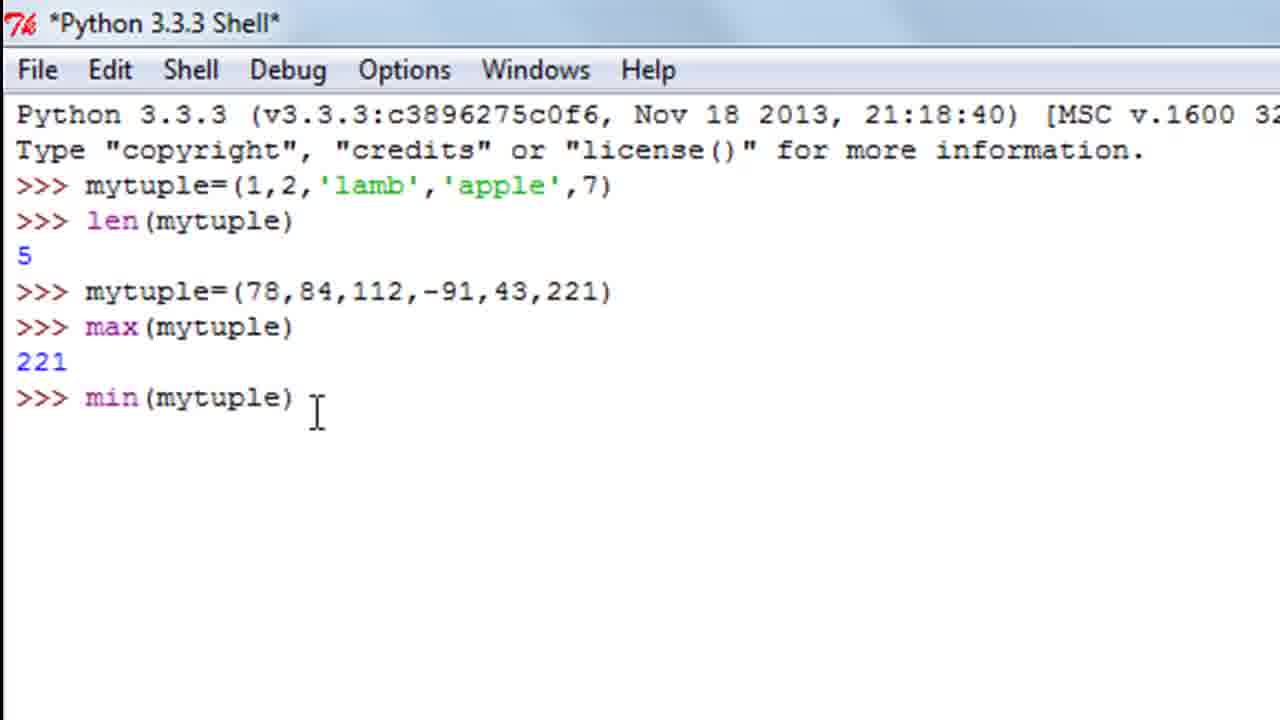 *Python 3.3.3 Shell*
File Edit Shell Debug Options Windows Help
Python 3.3.3 (v3.3.3:c3896275c0f6, Nov 18 2013, 21:18:40) [MSC v.1600 32
Type "copyright", "credits" or "license()" for more information.
>>> mytuple=(1,2,'lamb','apple',7)
>>> len(mytuple)
5
>>> mytuple=(78,84,112,-91,43,221)
>>> max(mytuple)
221
>>> min(mytuple)